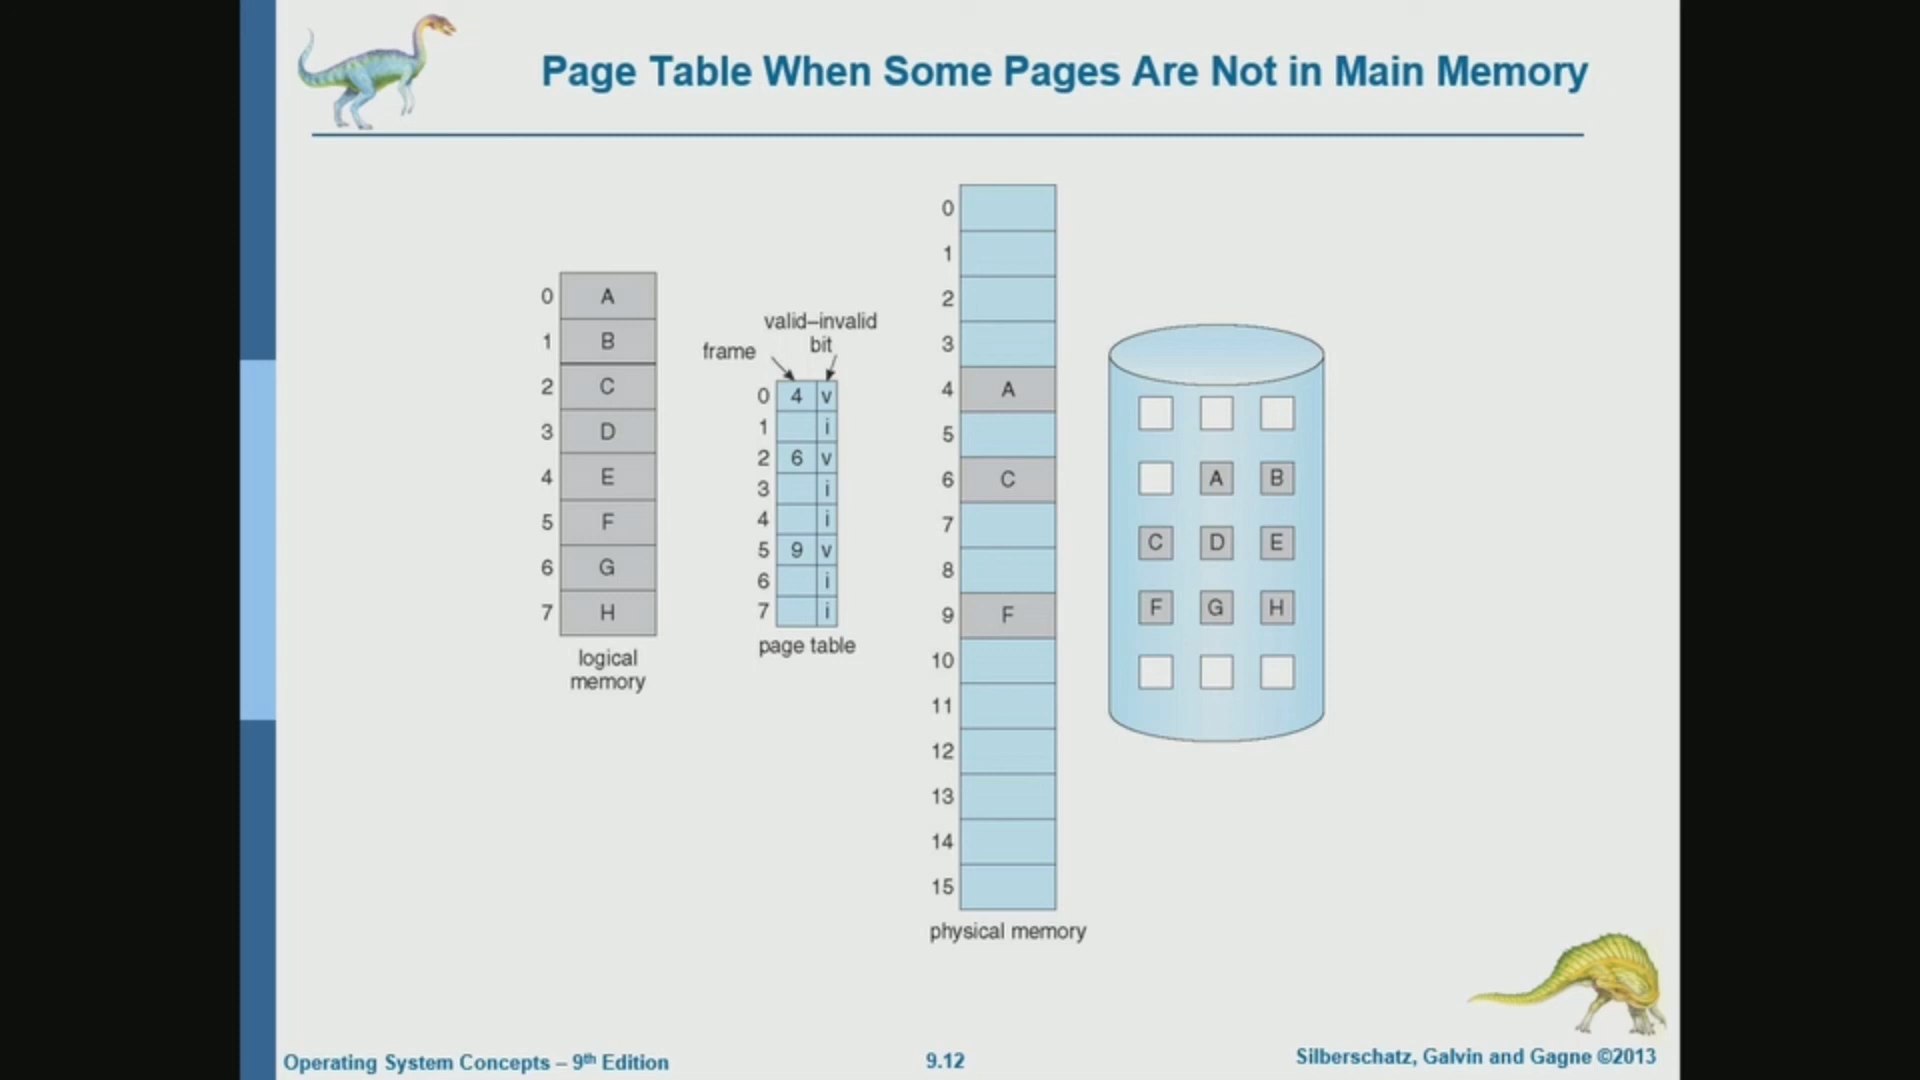 Page Table When Some Pages Are Not in Main Memory
0 A
1 B
2 C
3 D
4 E
5 F
6 G
7 H
logical
memory
valid–invalid
bit
frame
0 4 v
1 i
2 6 v
3 i
4 i
5 9 v
6 i
7 i
page table
0
1
2
3
4 A
5
6 C
7
8
9 F
10
11
12
13
14
15
physical memory
A B
C D E
F G H
Operating System Concepts – 9th Edition
9.12
Silberschatz, Galvin and Gagne ©2013